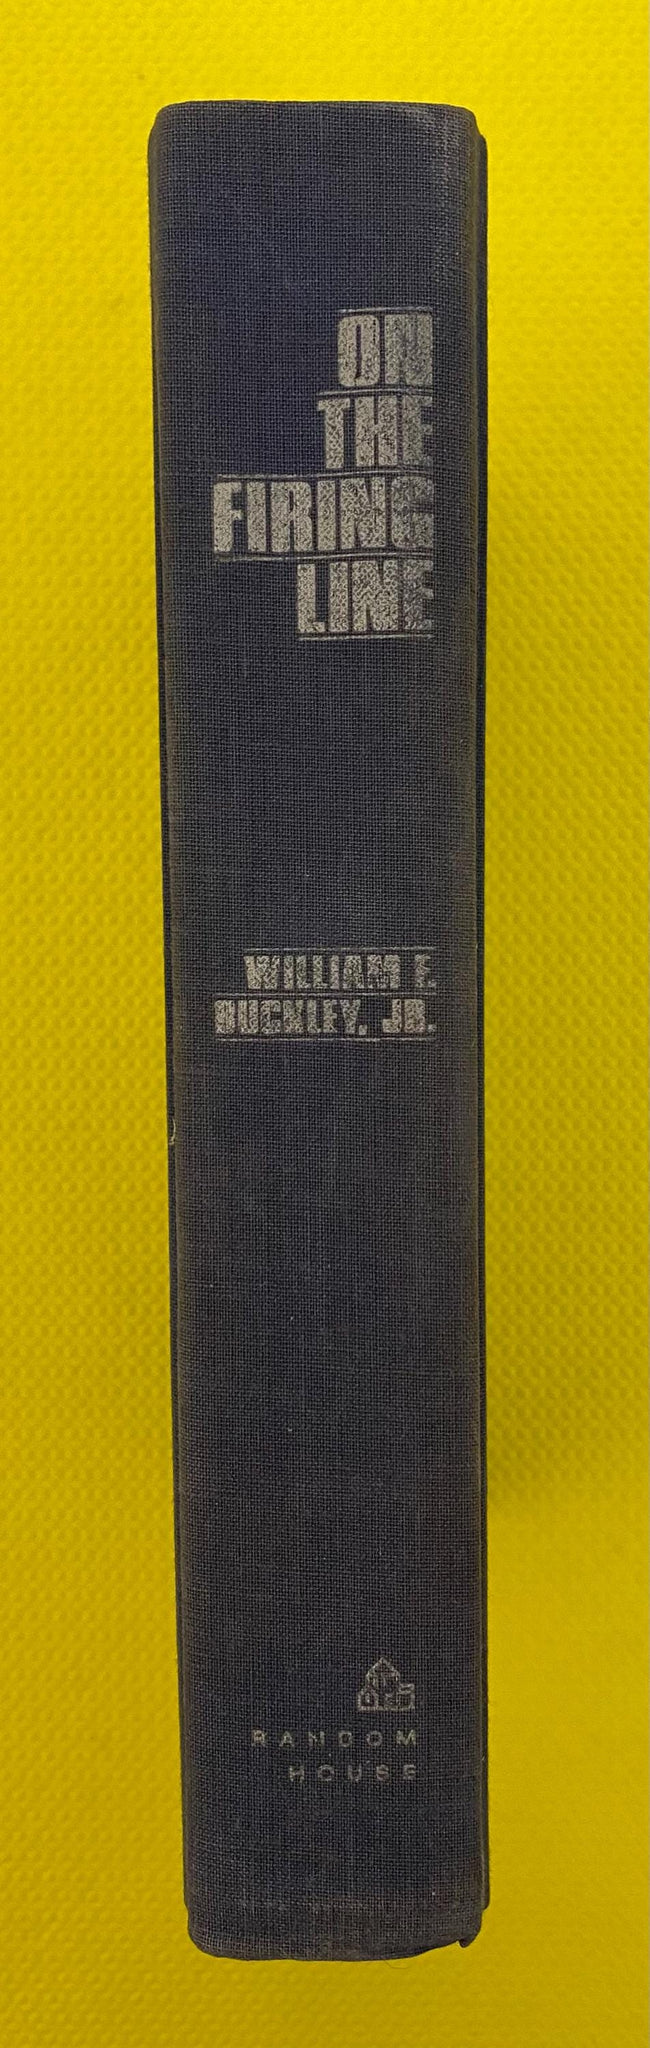 ON
THE
FIRING
LINE
WILLIAM F.
BUCKLEY, JR.
RANDOM
HOUSE